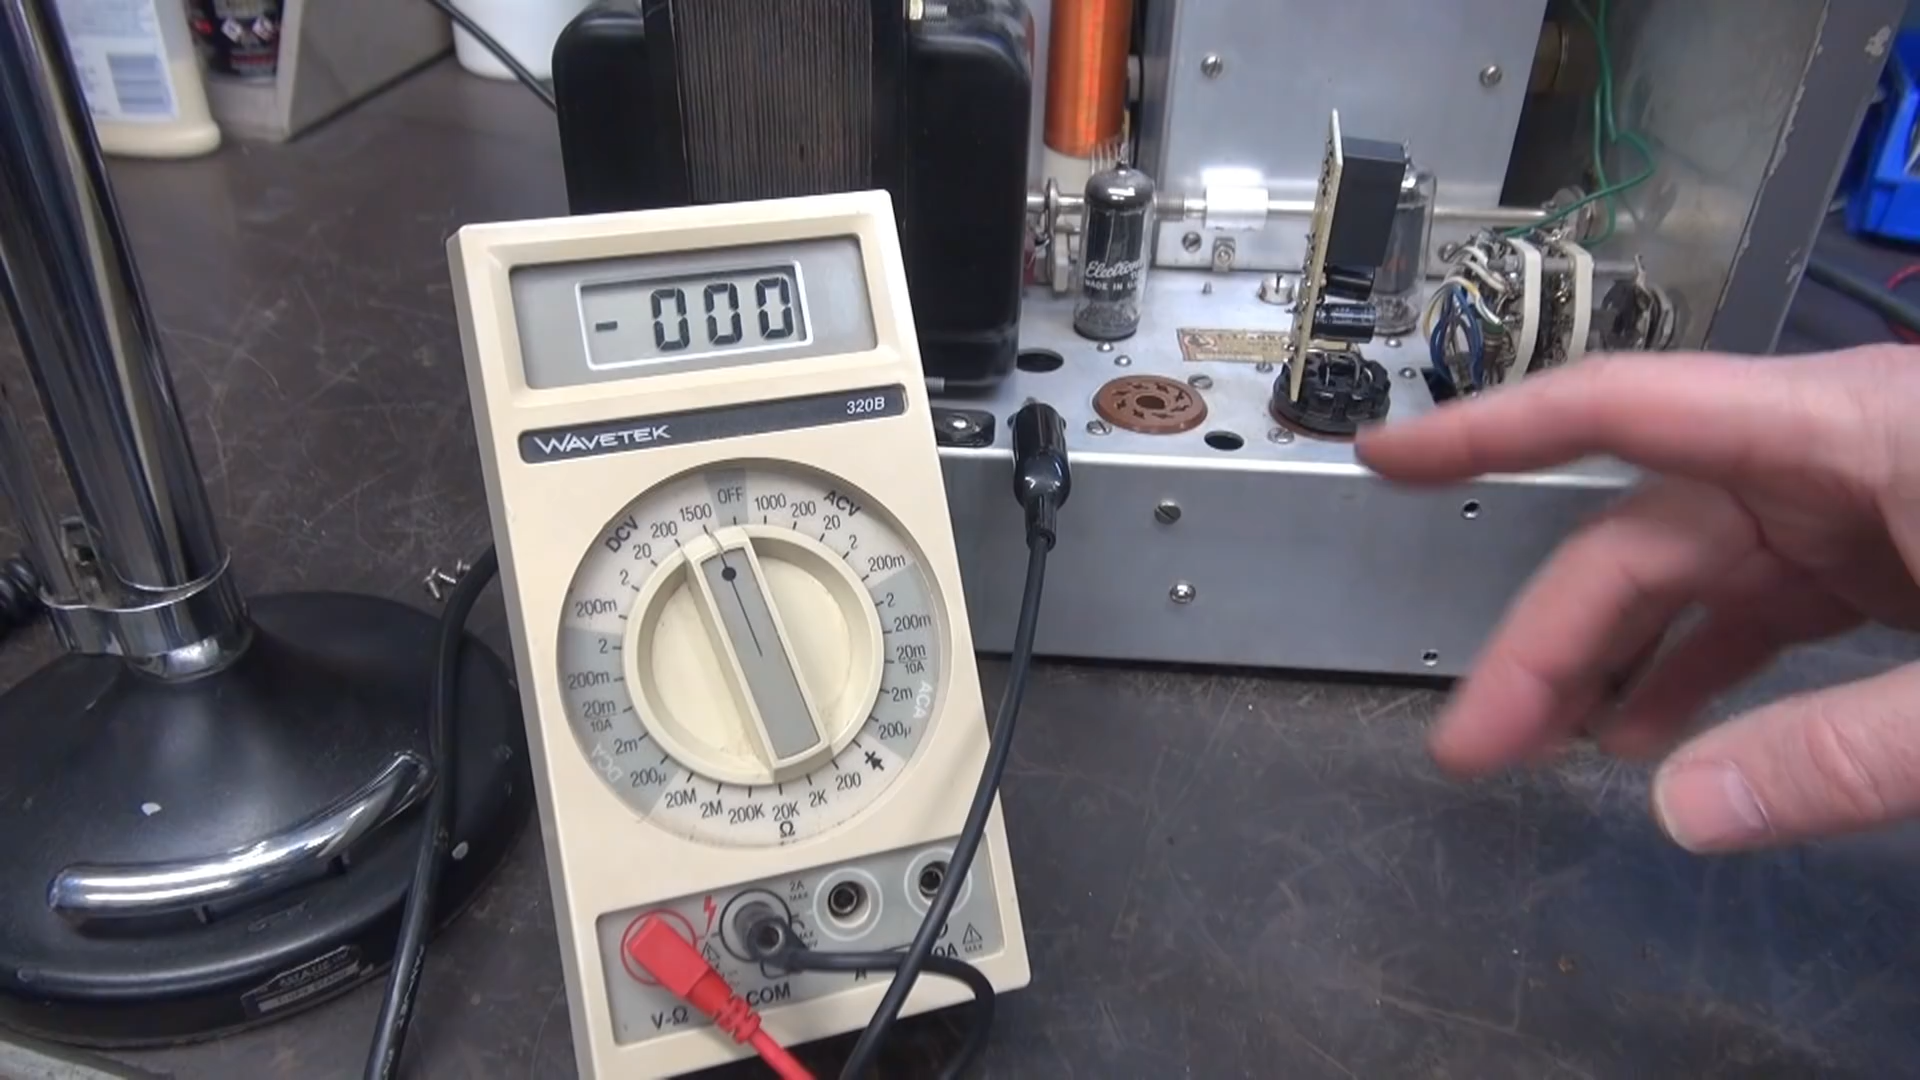 - 000
320B
WAVETEK
OFF
1000
200
20
2
200m
ACV
2
200m
20m
10A
2m
200µ
ACA
200
2K
20K
Ω
200K
2M
20M
200µ
2m
20m
10A
200m
2
DCA
200m
2
20
200
1500
DCV
2A
MAX
V-Ω
COM
A
MAX
Electronic
MADE IN